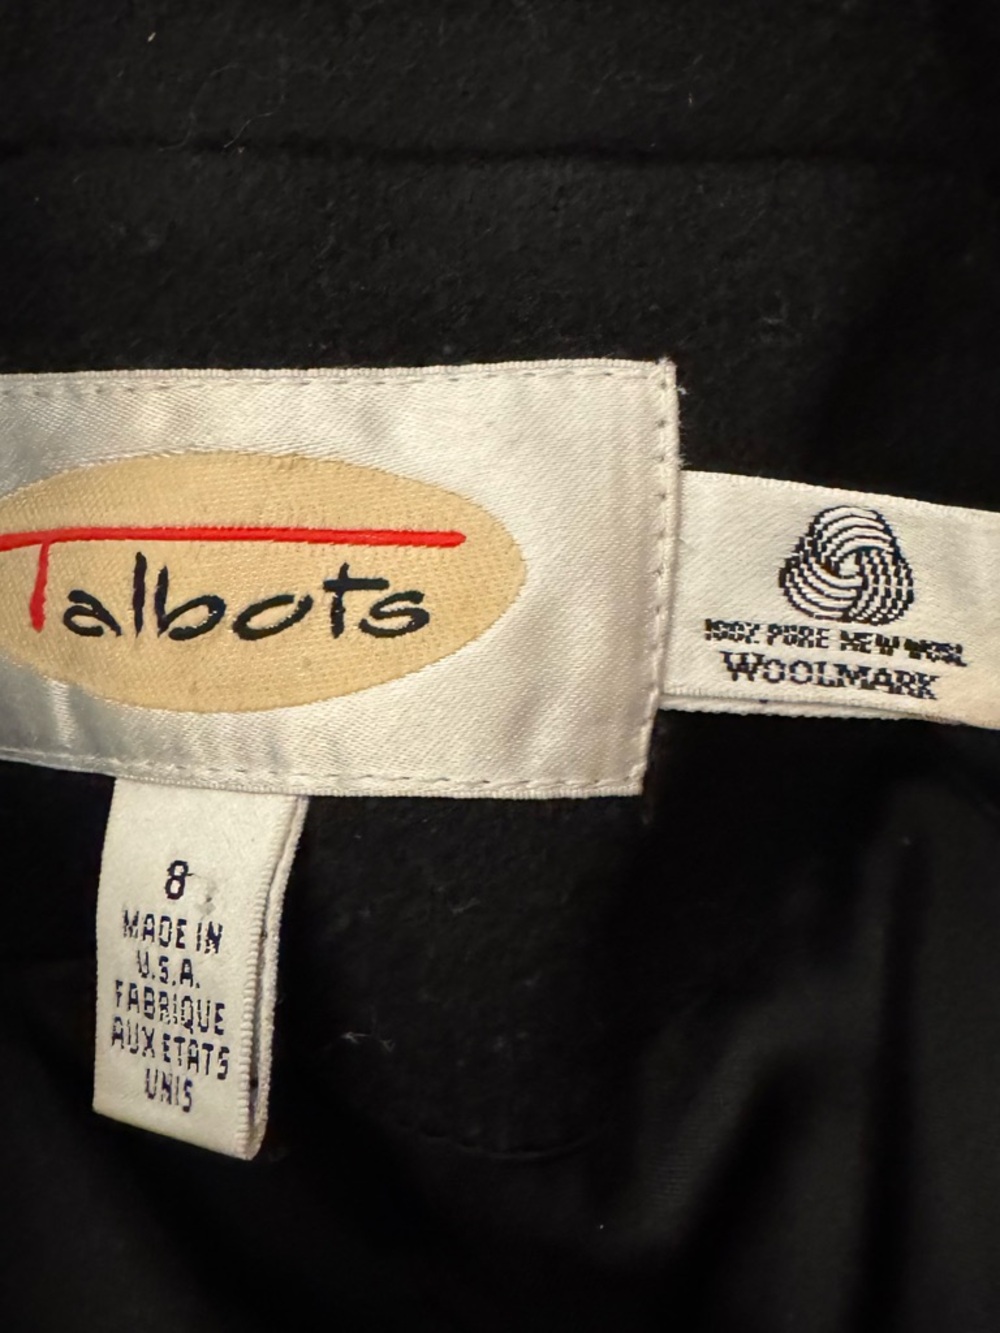 Talbots
100% PURE NEW WOOL
WOOLMARK
8
MADE IN
U.S.A.
FABRIQUE
AUX ETATS
UNIS